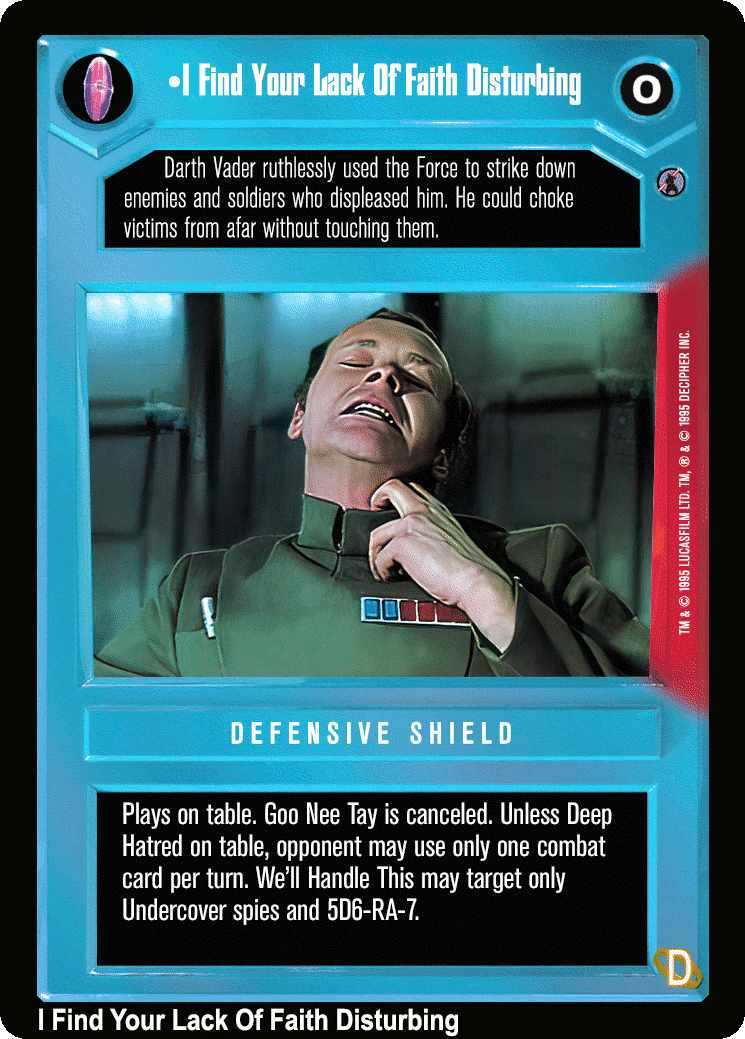 •I Find Your Lack Of Faith Disturbing
O
Darth Vader ruthlessly used the Force to strike down
enemies and soldiers who displeased him. He could choke
victims from afar without touching them.
TM & © 1995 LUCASFILM LTD. TM, ® & © 1995 DECIPHER INC.
DEFENSIVE SHIELD
Plays on table. Goo Nee Tay is canceled. Unless Deep
Hatred on table, opponent may use only one combat
card per turn. We'll Handle This may target only
Undercover spies and 5D6-RA-7.
D
I Find Your Lack Of Faith Disturbing